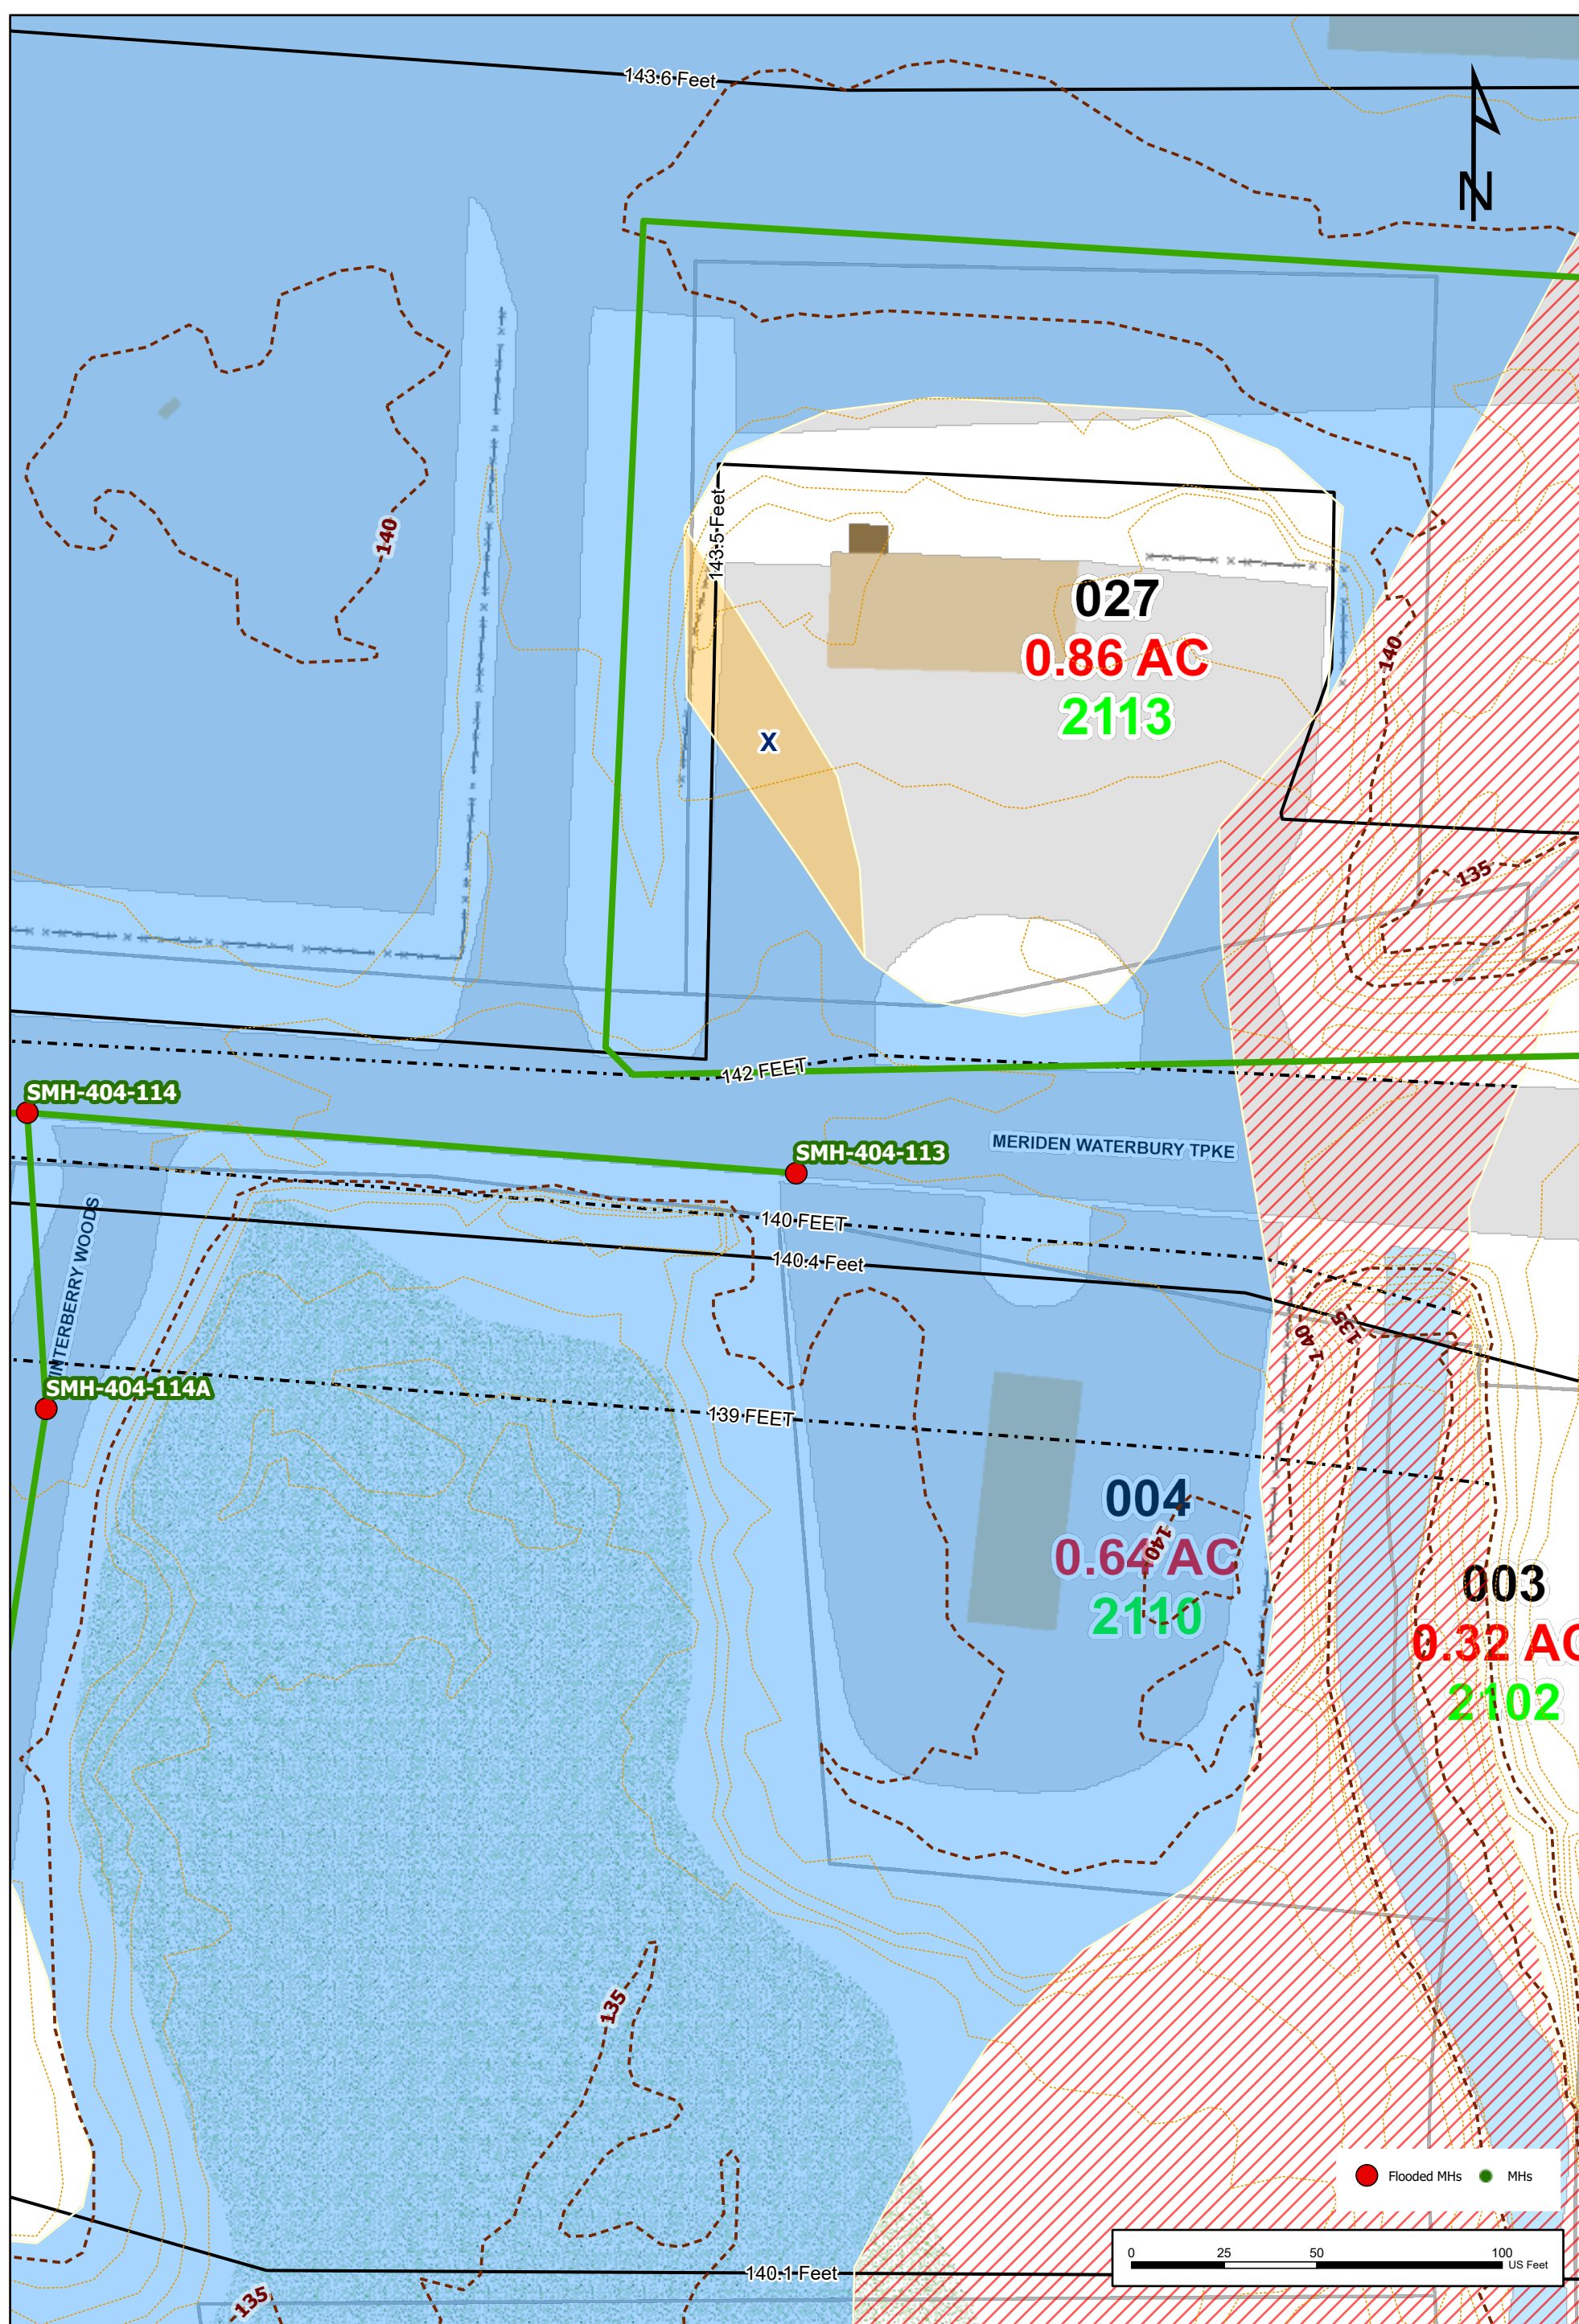 143.6 Feet
N
140
143.5 Feet
027
0.86 AC
2113
140
X
135
142 FEET
SMH-404-114
SMH-404-113
MERIDEN WATERBURY TPKE
140 FEET
140.4 Feet
INTERBERRY WOODS
140
135
SMH-404-114A
139 FEET
004
0.64 AC
2110
140
003
0.32 AC
2102
135
Flooded MHs MHs
0 25 50 100
US Feet
140.1 Feet
135